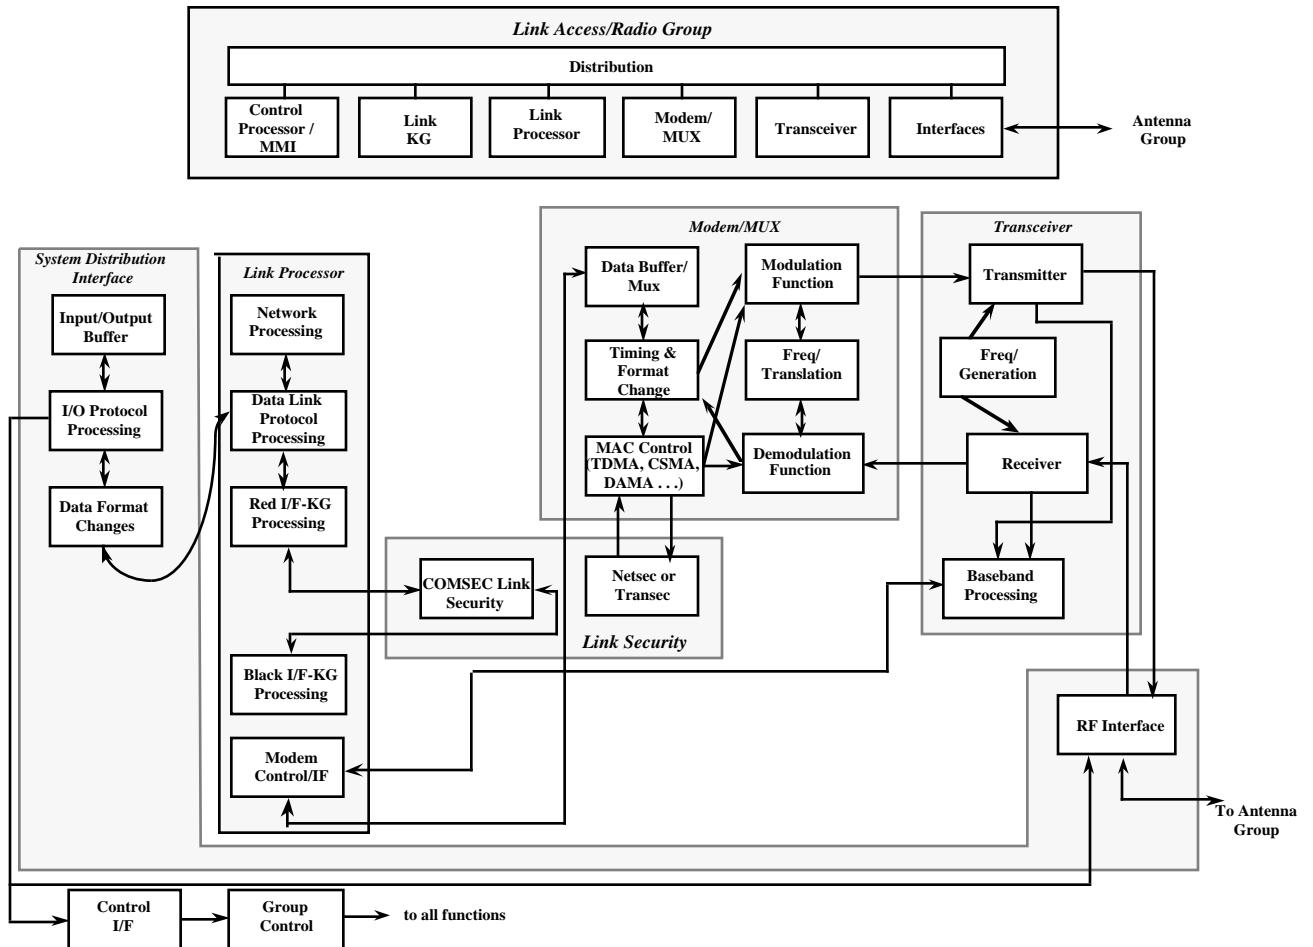 Link Access/Radio Group
Distribution
Control
Processor /
MMI
Link
KG
Link
Processor
Modem/
MUX
Transceiver
Interfaces
Antenna
Group
System Distribution
Interface
Input/Output
Buffer
I/O Protocol
Processing
Data Format
Changes
Link Processor
Network
Processing
Data Link
Protocol
Processing
Red I/F-KG
Processing
Black I/F-KG
Processing
Modem
Control/IF
COMSEC Link
Security
Netsec or
Transec
Link Security
Modem/MUX
Data Buffer/
Mux
Timing &
Format
Change
MAC Control
(TDMA, CSMA,
DAMA . . .)
Modulation
Function
Freq/
Translation
Demodulation
Function
Transceiver
Transmitter
Freq/
Generation
Receiver
Baseband
Processing
RF Interface
To Antenna
Group
Control
I/F
Group
Control
to all functions